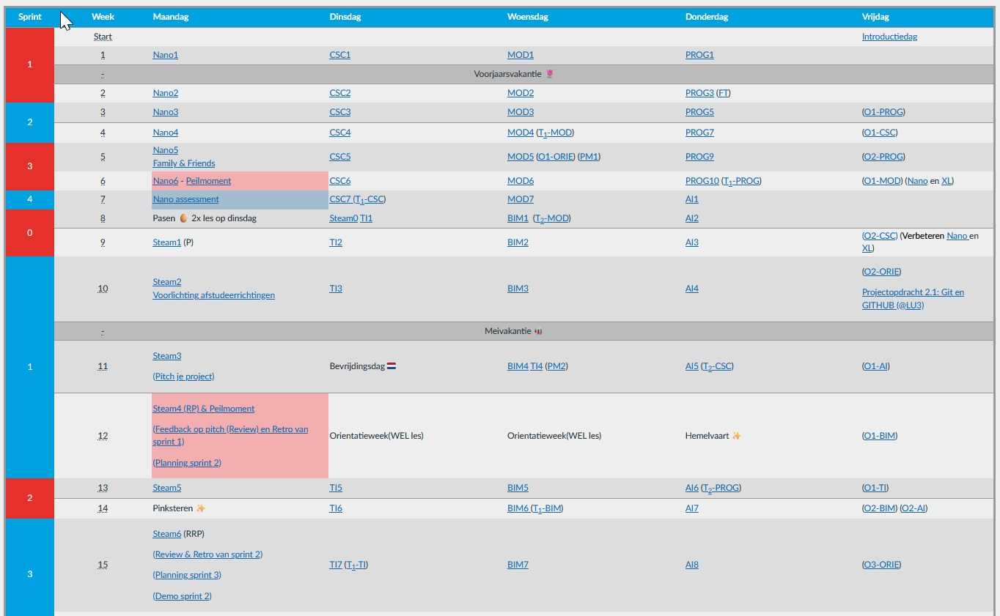 Sprint Week Maandag Dinsdag Woensdag Donderdag Vrijdag
Start Introductiedag
1
1 Nano1 CSC1 MOD1 PROG1
- Voorjaarsvakantie 🌷
2 Nano2 CSC2 MOD2 PROG3 (FT)
2
3 Nano3 CSC3 MOD3 PROG5 (O1-PROG)
4 Nano4 CSC4 MOD4 (T1-MOD) PROG7 (O1-CSC)
3
5 Nano5
Family & Friends CSC5 MOD5 (O1-ORIE) (PM1) PROG9 (O2-PROG)
6 Nano6 - Peilmoment CSC6 MOD6 PROG10 (T1-PROG) (O1-MOD) (Nano en XL)
4 7 Nano assessment CSC7 (T1-CSC) MOD7 AI1
0
8 Pasen 🥚 2x les op dinsdag Steam0 TI1 BIM1 (T2-MOD) AI2
9 Steam1 (P) TI2 BIM2 AI3 (O2-CSC) (Verbeteren Nano en
XL)
1
10 Steam2
Voorlichting afstudeerrichtingen TI3 BIM3 AI4 (O2-ORIE)
Projectopdracht 2.1: Git en
GITHUB (@LU3)
- Meivakantie
11 Steam3
(Pitch je project) Bevrijdingsdag BIM4 TI4 (PM2) AI5 (T2-CSC) (O1-AI)
12 Steam4 (RP) & Peilmoment
(Feedback op pitch (Review) en Retro van
sprint 1)
(Planning sprint 2) Orientatieweek(WEL les) Orientatieweek(WEL les) Hemelvaart ✨ (O1-BIM)
2
13 Steam5 TI5 BIM5 AI6 (T2-PROG) (O1-TI)
14 Pinksteren ✨ TI6 BIM6 (T1-BIM) AI7 (O2-BIM) (O2-AI)
3
15 Steam6 (RRP)
(Review & Retro van sprint 2)
(Planning sprint 3)
(Demo sprint 2) TI7 (T1-TI) BIM7 AI8 (O3-ORIE)